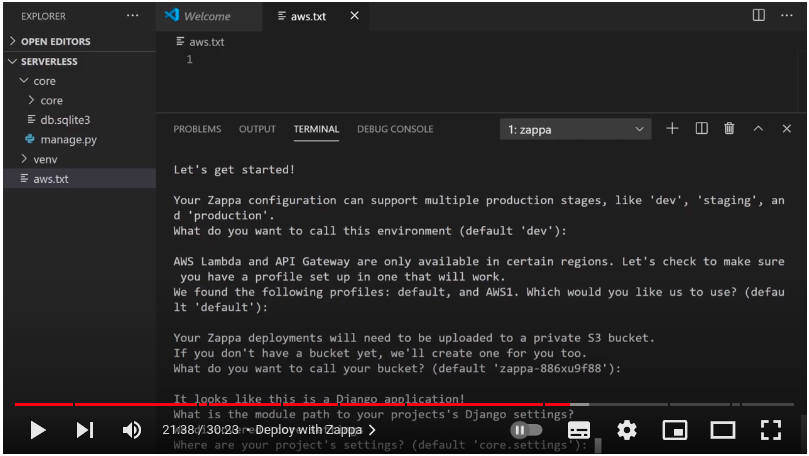 EXPLORER
Welcome
aws.txt
OPEN EDITORS
aws.txt
SERVERLESS
1
core
core
db.sqlite3
manage.py
venv
aws.txt
PROBLEMS OUTPUT TERMINAL DEBUG CONSOLE 1: zappa
Let's get started!
Your Zappa configuration can support multiple production stages, like 'dev', 'staging', an
d 'production'.
What do you want to call this environment (default 'dev'):
AWS Lambda and API Gateway are only available in certain regions. Let's check to make sure
you have a profile set up in one that will work.
We found the following profiles: default, and AWS1. Which would you like us to use? (defau
lt 'default'):
Your Zappa deployments will need to be uploaded to a private S3 bucket.
If you don't have a bucket yet, we'll create one for you too.
What do you want to call your bucket? (default 'zappa-886xu9f88'):
It looks like this is a Django application!
What is the module path to your projects's Django settings?
21:38 / 30:23 • Deploy with Zappa
Where are your project's settings? (default 'core.settings'):